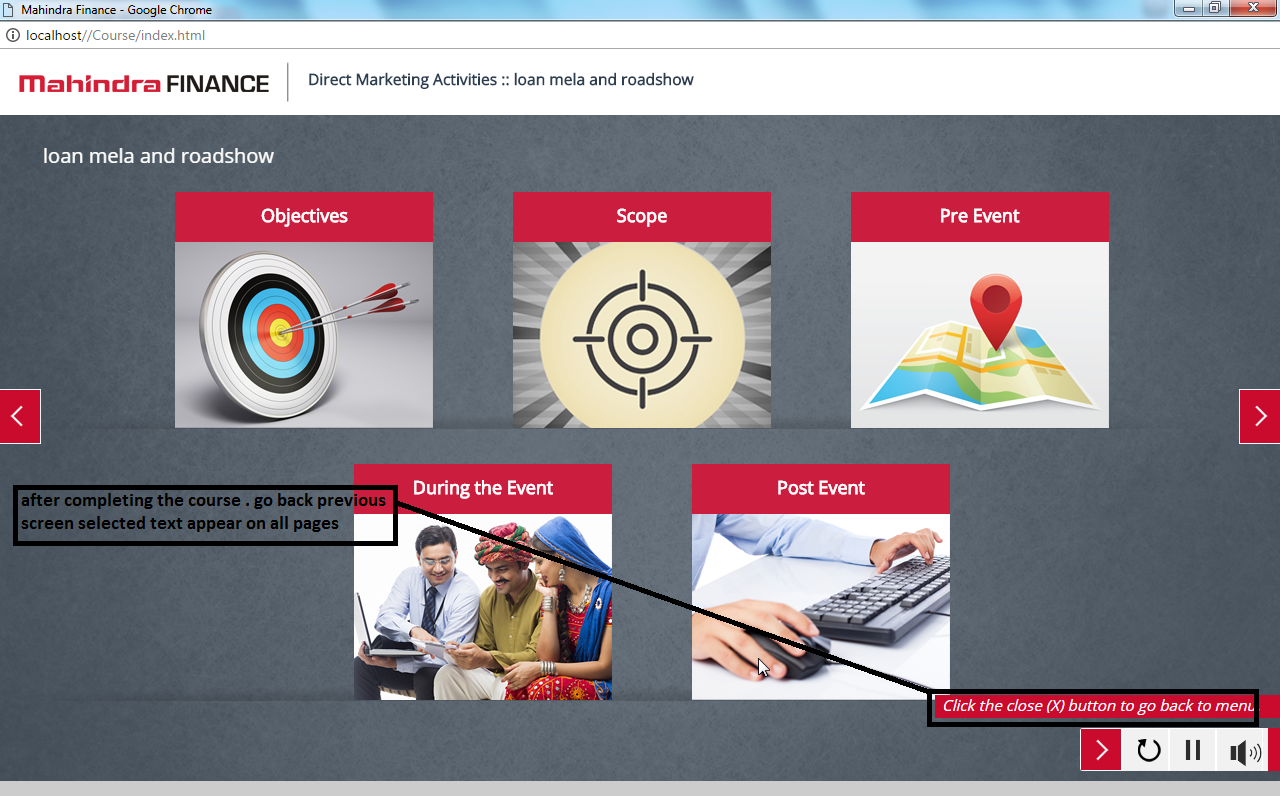 Mahindra Finance - Google Chrome
localhost//Course/index.html
Mahindra FINANCE
Direct Marketing Activities :: loan mela and roadshow
loan mela and roadshow
Objectives
Scope
Pre Event
During the Event
Post Event
after completing the course . go back previous
screen selected text appear on all pages
Click the close (X) button to go back to menu